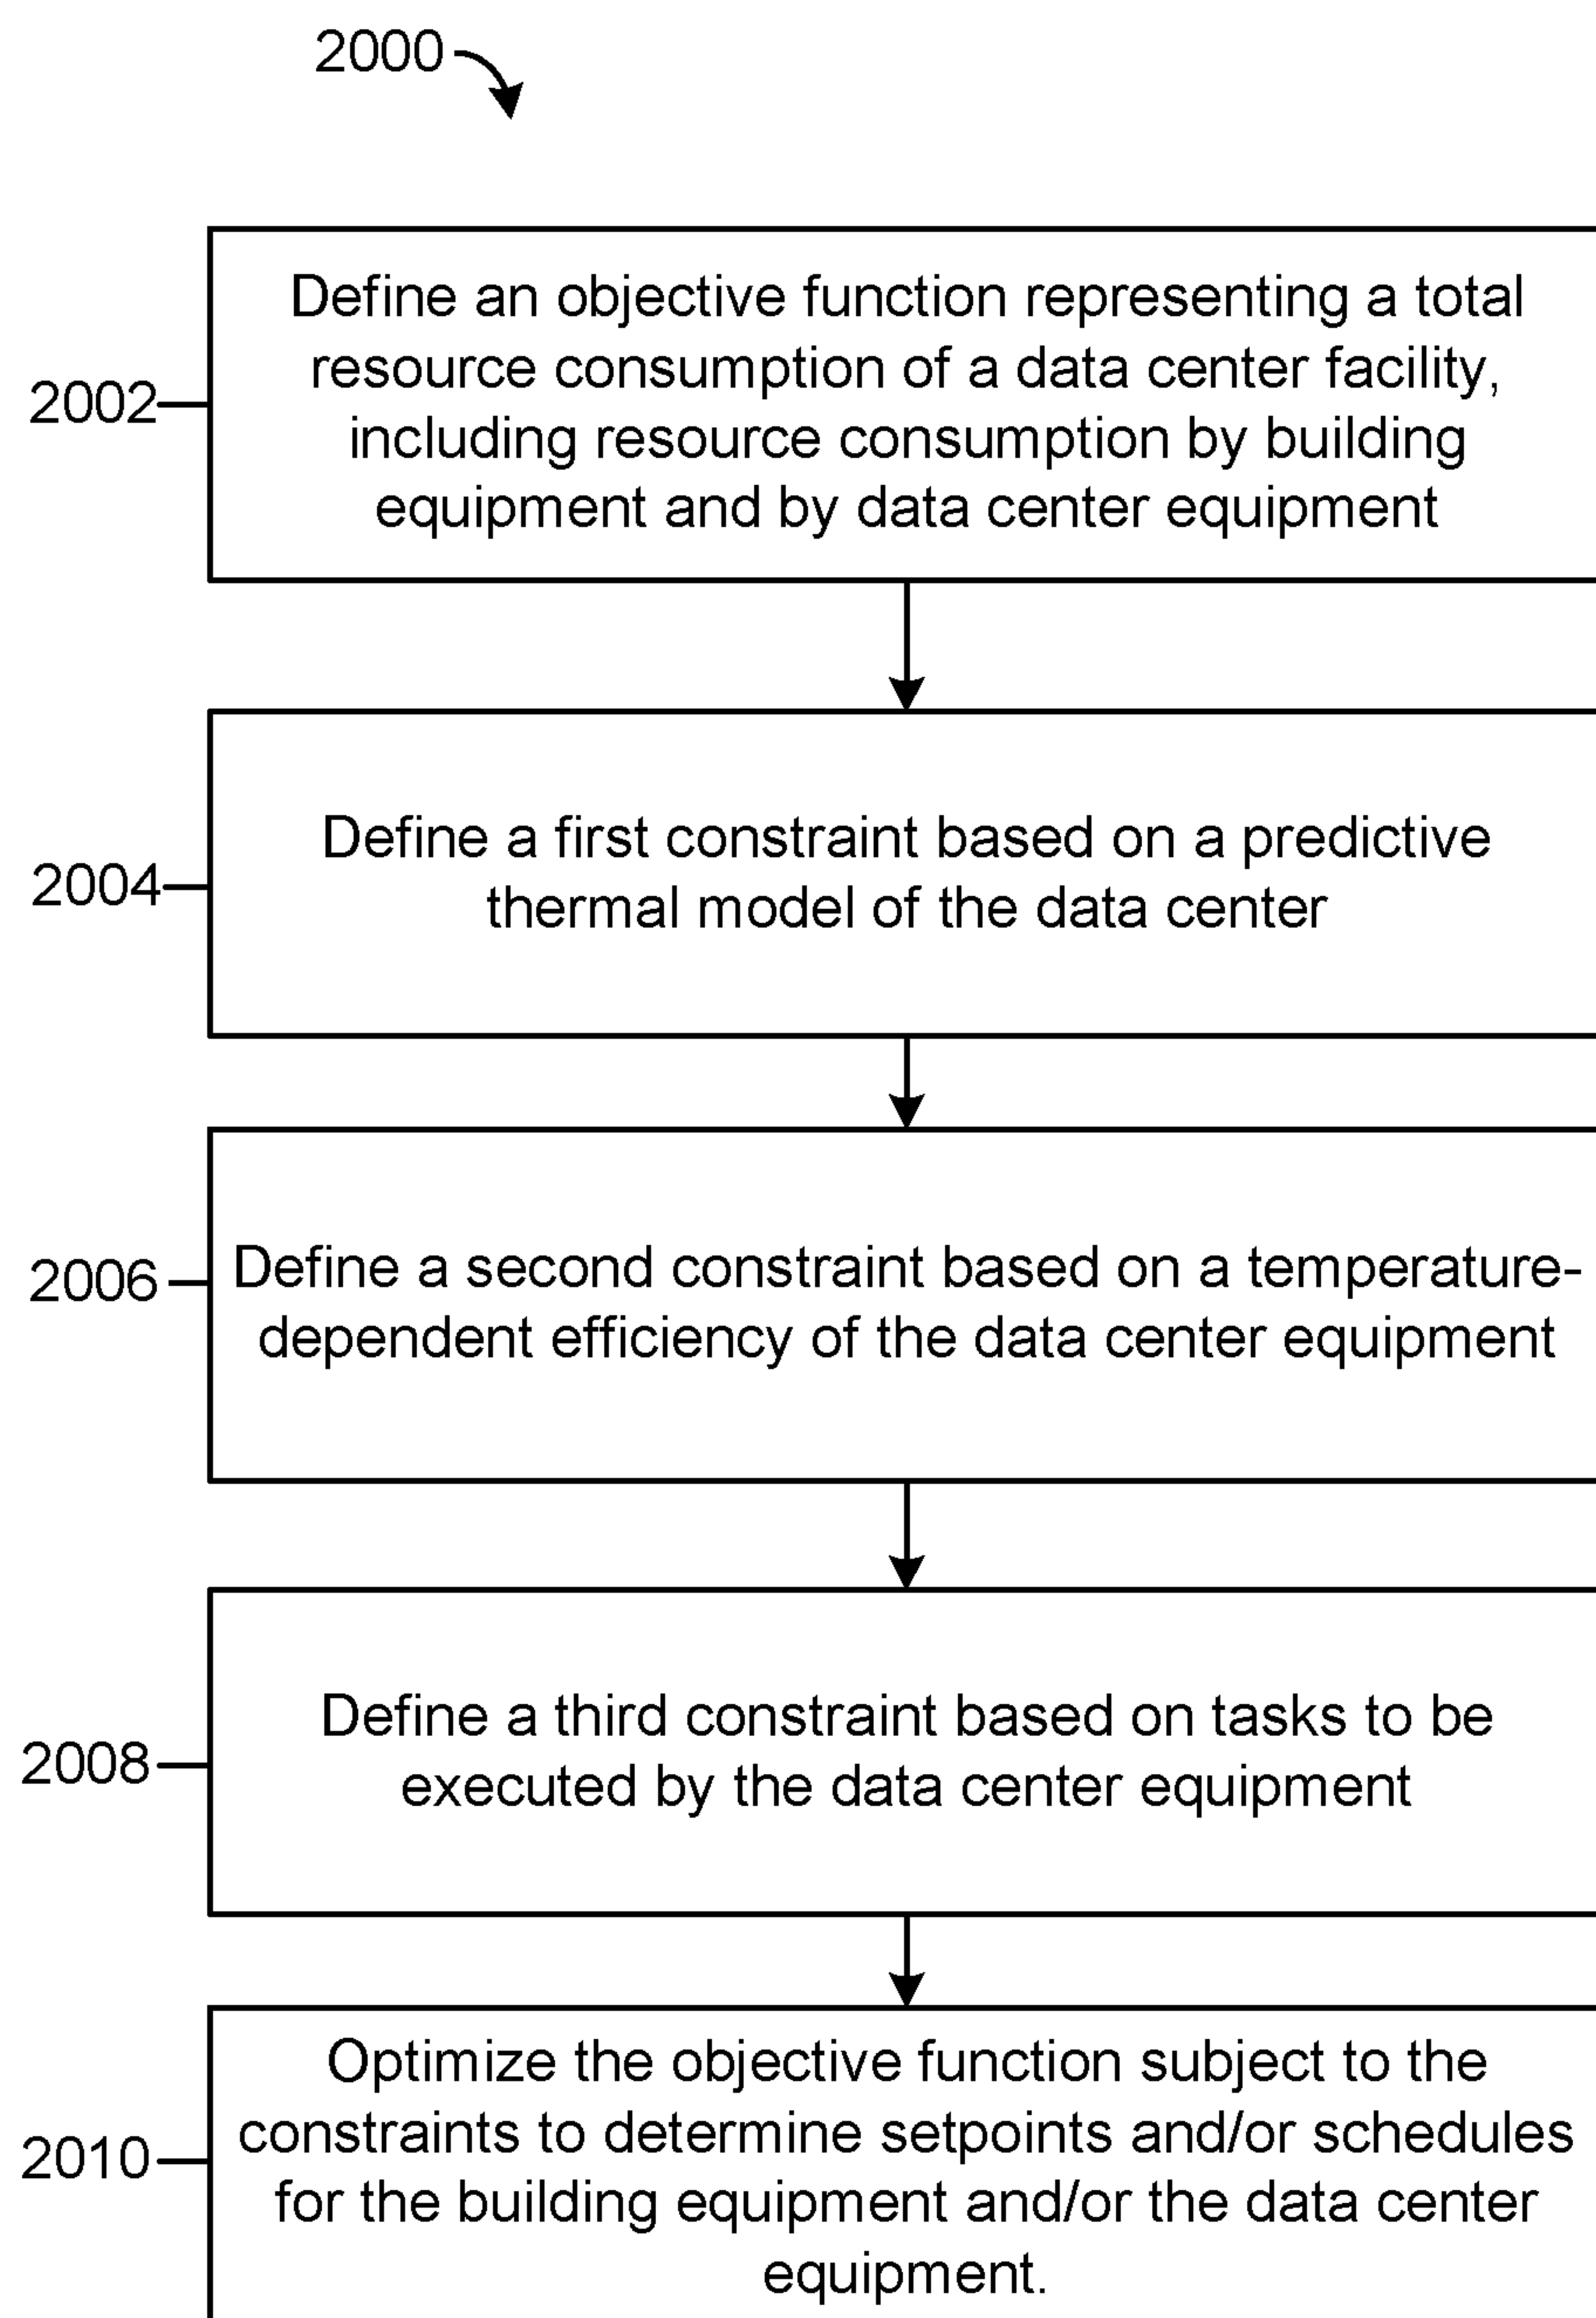 2000
Define an objective function representing a total
resource consumption of a data center facility,
including resource consumption by building
equipment and by data center equipment
2002
Define a first constraint based on a predictive
thermal model of the data center
2004
Define a second constraint based on a temperature-
dependent efficiency of the data center equipment
2006
Define a third constraint based on tasks to be
executed by the data center equipment
2008
Optimize the objective function subject to the
constraints to determine setpoints and/or schedules
for the building equipment and/or the data center
equipment.
2010